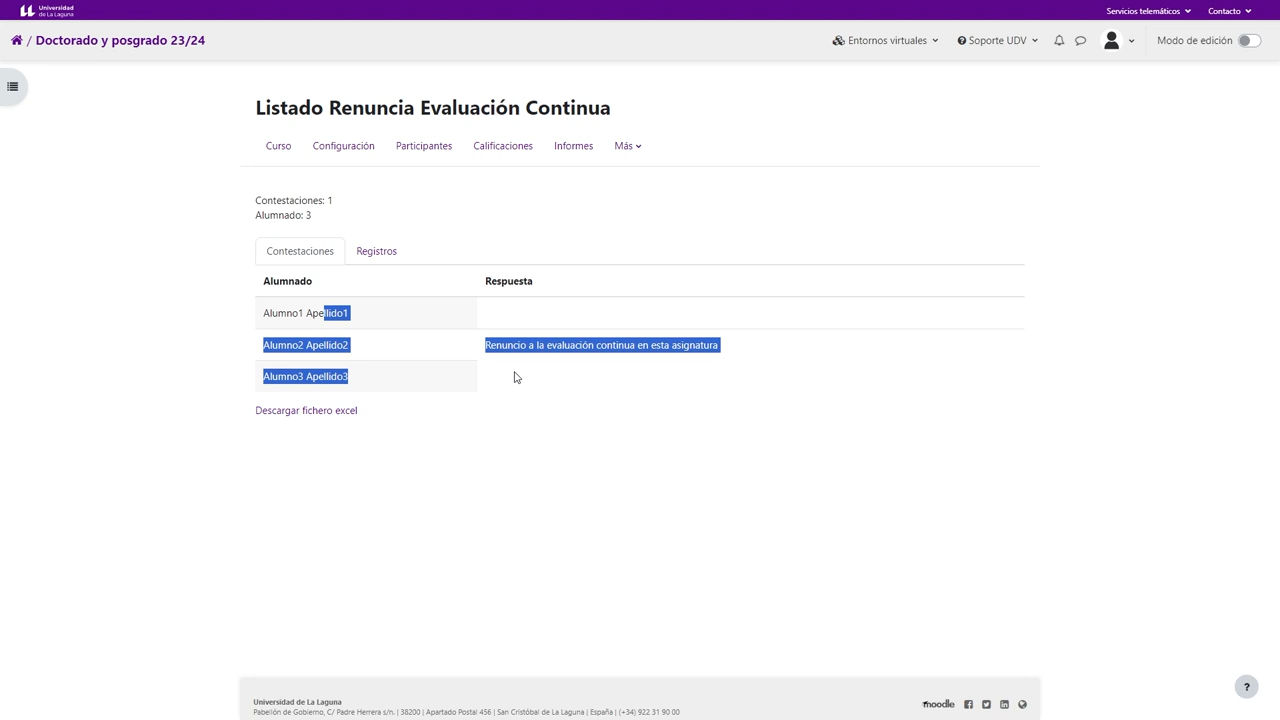 Universidad
de La Laguna
Servicios telemáticos
Contacto
/ Doctorado y posgrado 23/24
Entornos virtuales
Soporte UDV
Modo de edición
Listado Renuncia Evaluación Continua
Curso
Configuración
Participantes
Calificaciones
Informes
Más
Contestaciones: 1
Alumnado: 3
Contestaciones
Registros
Alumnado
Respuesta
Alumno1 Apellido1
Alumno2 Apellido2
Renuncio a la evaluación continua en esta asignatura
Alumno3 Apellido3
Descargar fichero excel
?
Universidad de La Laguna
moodle
Pabellón de Gobierno, C/ Padre Herrera s/n. | 38200 | Apartado Postal 456 | San Cristóbal de La Laguna | España | (+34) 922 31 90 00